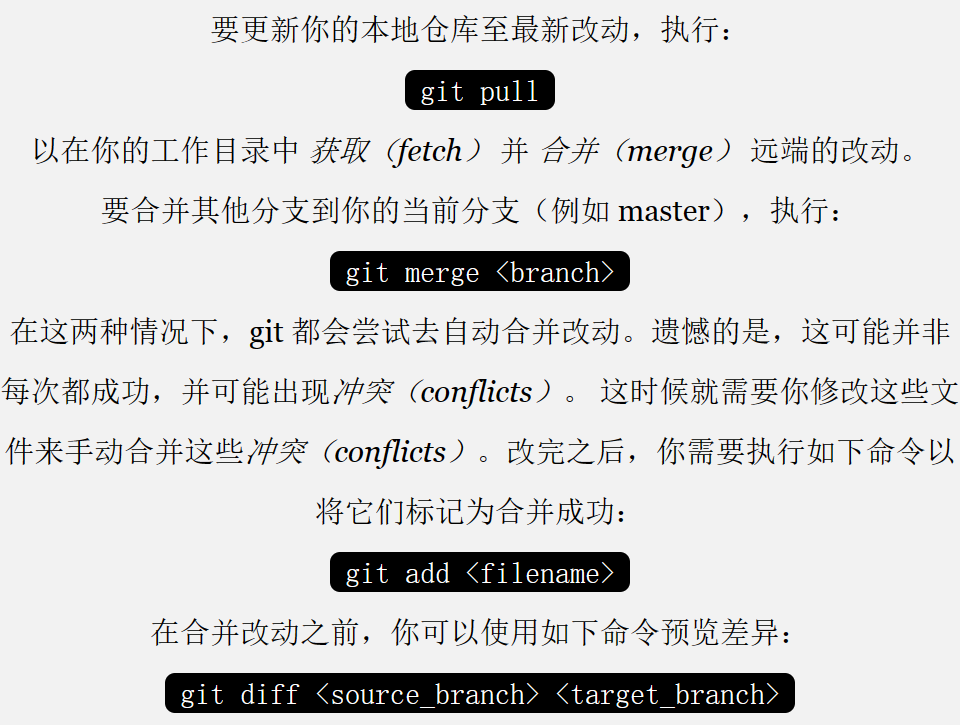 要更新你的本地仓库至最新改动，执行：
git pull
以在你的工作目录中 获取（fetch） 并 合并（merge） 远端的改动。
要合并其他分支到你的当前分支（例如 master），执行：
git merge <branch>
在这两种情况下，git 都会尝试去自动合并改动。遗憾的是，这可能并非
每次都成功，并可能出现冲突（conflicts）。 这时候就需要你修改这些文
件来手动合并这些冲突（conflicts）。改完之后，你需要执行如下命令以
将它们标记为合并成功：
git add <filename>
在合并改动之前，你可以使用如下命令预览差异：
git diff <source_branch> <target_branch>